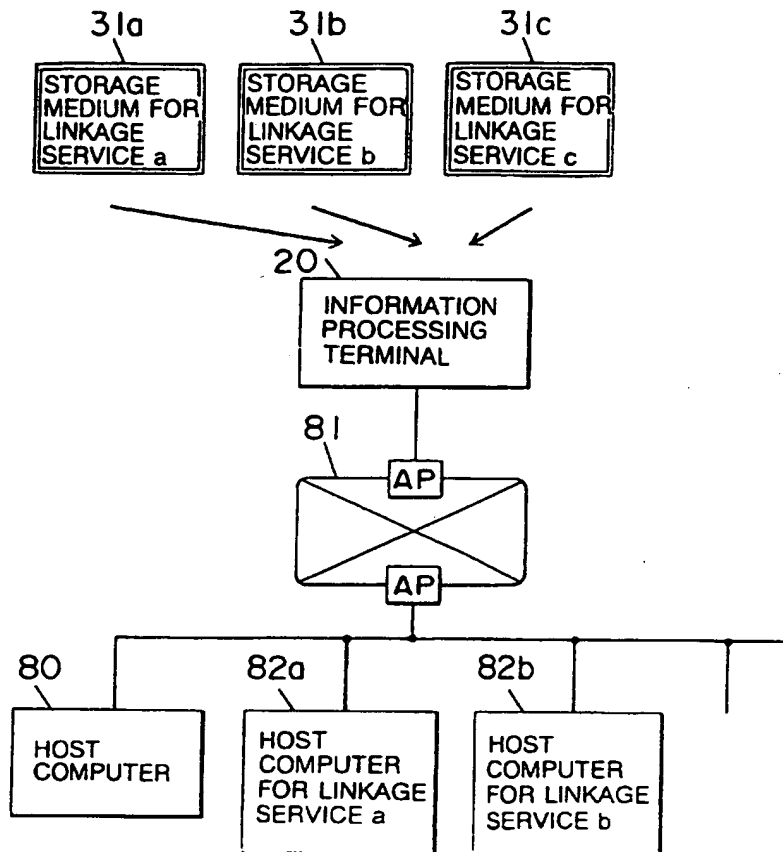 31a 31b 31c
STORAGE
MEDIUM FOR
LINKAGE
SERVICE a
STORAGE
MEDIUM FOR
LINKAGE
SERVICE b
STORAGE
MEDIUM FOR
LINKAGE
SERVICE c
20
INFORMATION
PROCESSING
TERMINAL
81
AP
AP
80 82a 82b
HOST
COMPUTER
HOST
COMPUTER
FOR LINKAGE
SERVICE a
HOST
COMPUTER
FOR LINKAGE
SERVICE b